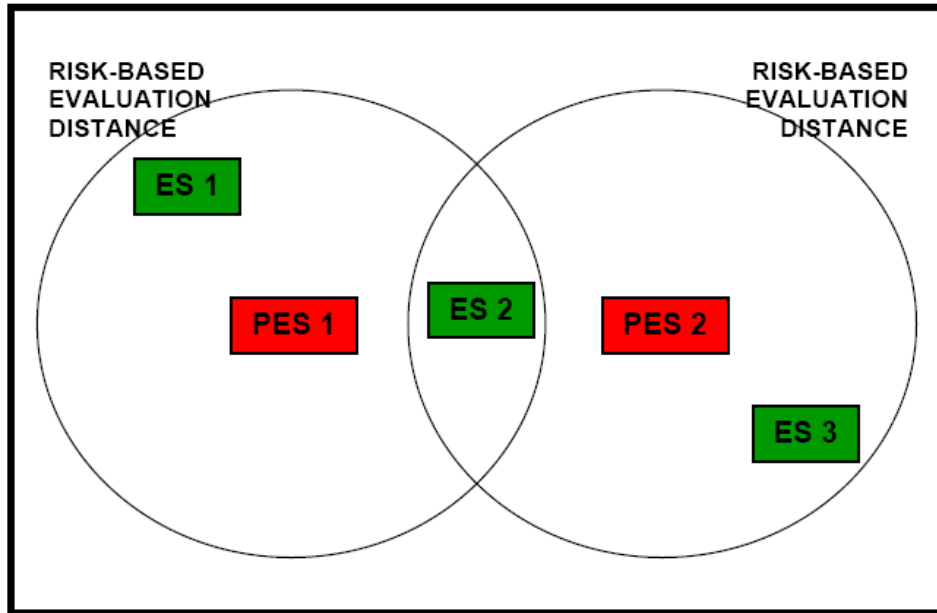 RISK-BASED
EVALUATION
DISTANCE
RISK-BASED
EVALUATION
DISTANCE
ES 1
PES 1
ES 2
PES 2
ES 3